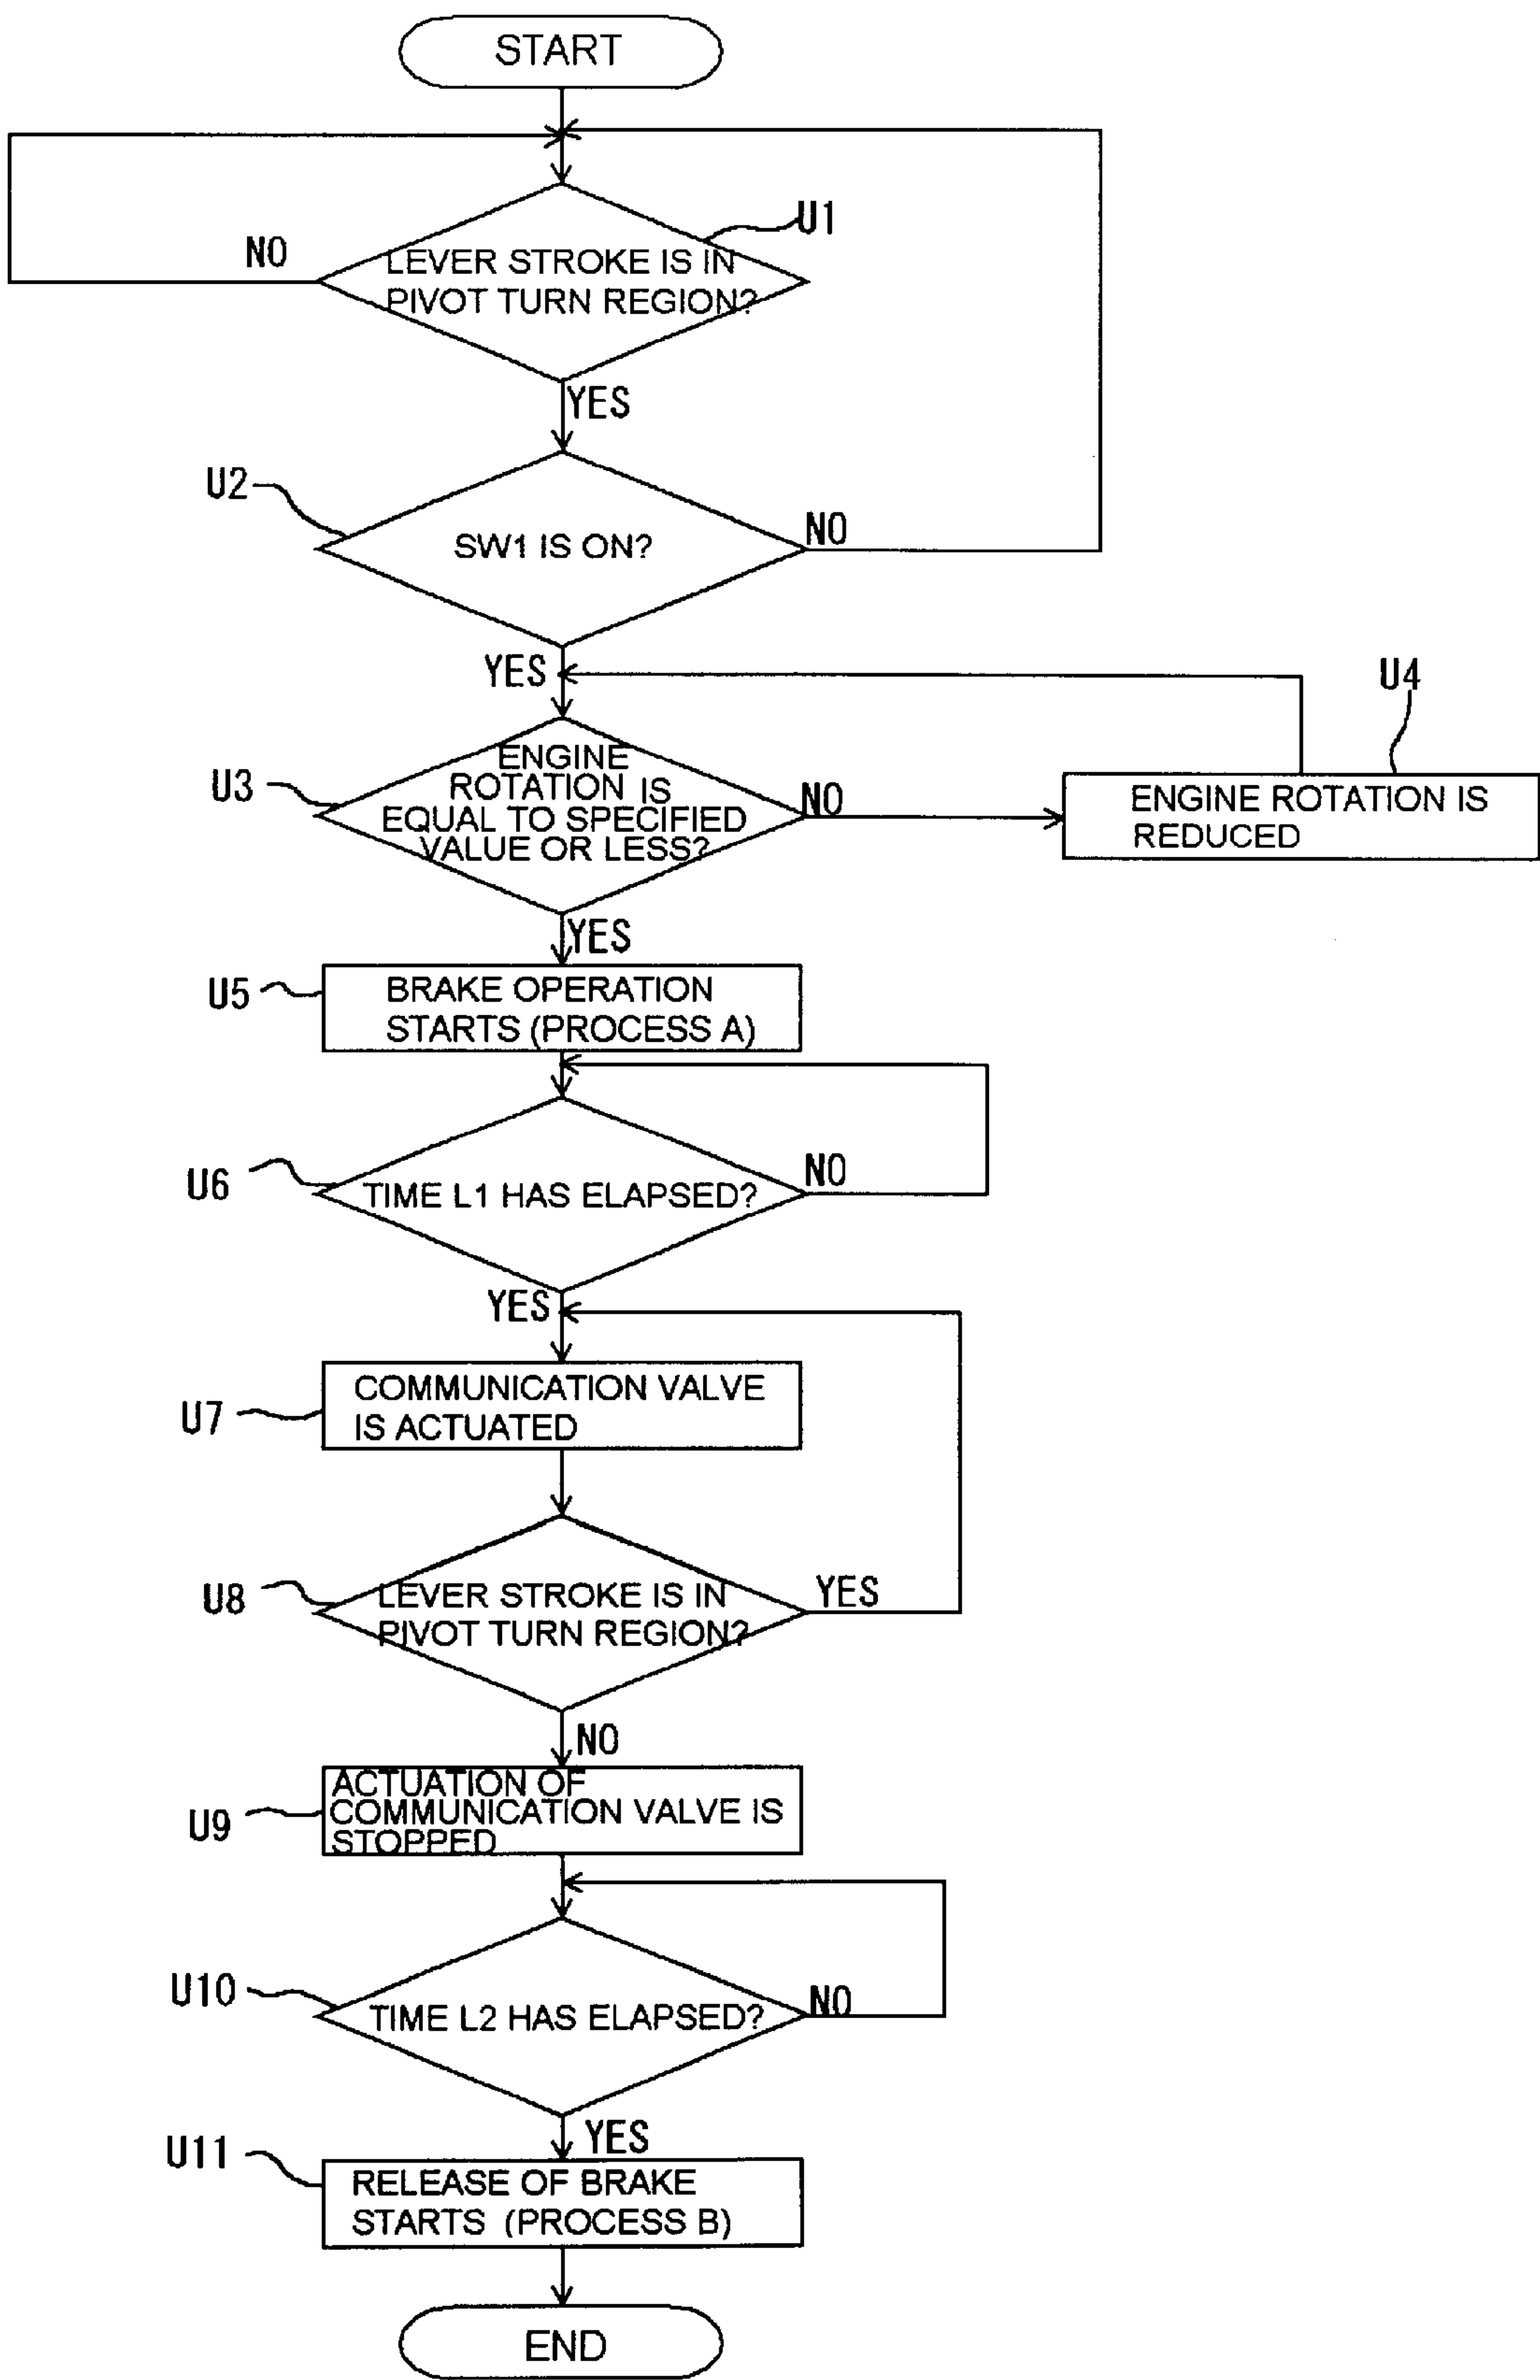 START
U1
NO
LEVER STROKE IS IN
PIVOT TURN REGION?
YES
U2
SW1 IS ON?
NO
YES
U4
U3
ENGINE
ROTATION IS
EQUAL TO SPECIFIED
VALUE OR LESS?
NO
ENGINE ROTATION IS
REDUCED
YES
U5
BRAKE OPERATION
STARTS (PROCESS A)
U6
TIME L1 HAS ELAPSED?
NO
YES
U7
COMMUNICATION VALVE
IS ACTUATED
U8
LEVER STROKE IS IN
PIVOT TURN REGION?
YES
NO
U9
ACTUATION OF
COMMUNICATION VALVE IS
STOPPED
U10
TIME L2 HAS ELAPSED?
NO
YES
U11
RELEASE OF BRAKE
STARTS (PROCESS B)
END